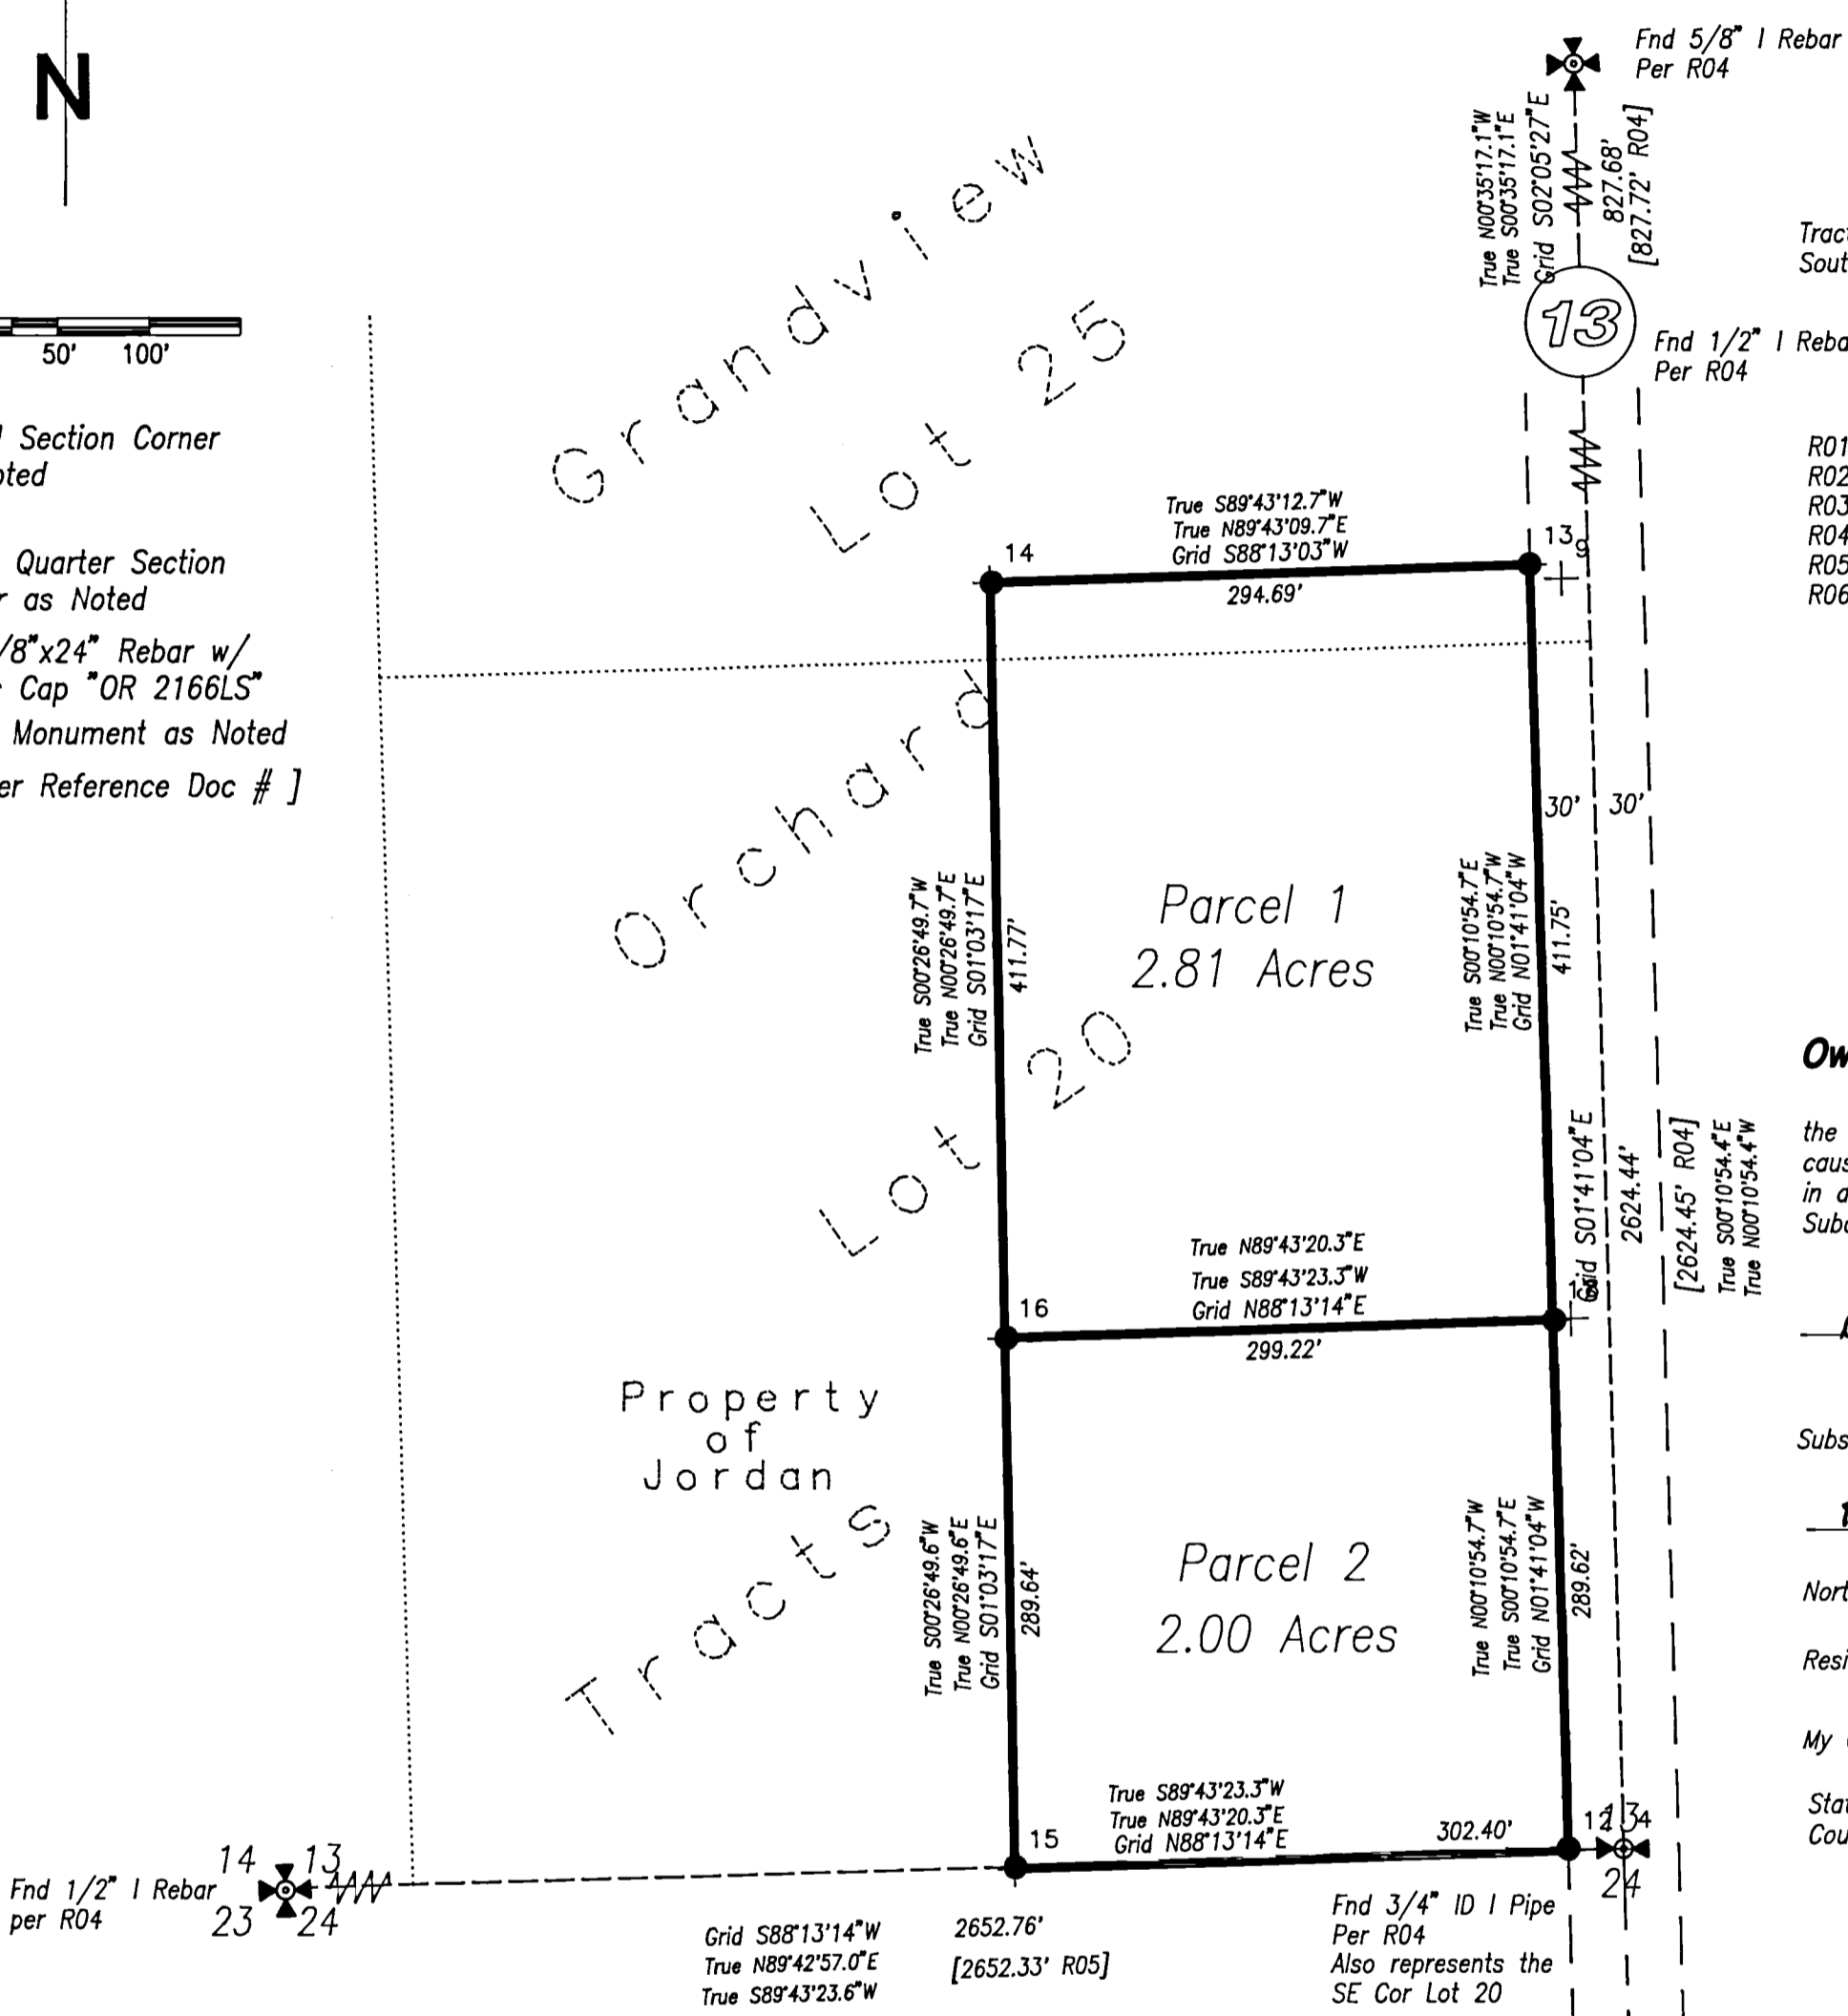 N
50' 100'
Section Corner
Quarter Section
as Noted
/8"x24" Rebar w/
Cap "OR 2166LS"
Monument as Noted
er Reference Doc # ]
Grandview
Lot 25
Orchard
Lot 20
Tracts
Property
of
Jordan
Fnd 5/8" I Rebar
Per R04
True N00°35'17.1"W
True S00°35'17.1"E
Grid S02°05'27"E
827.68'
[827.72' R04]
13
Fnd 1/2" I Reba
Per R04
Tract
Sout
R01
R02
R03
R04
R05
R06
True S89°43'12.7"W
True N89°43'09.7"E
Grid S88°13'03"W
294.69'
14
13
9
30' 30'
True S00°26'49.7"W
True N00°26'49.7"E
Grid S01°03'17"E
411.77'
Parcel 1
2.81 Acres
True S00°10'54.7"E
True N00°10'54.7"W
Grid N01°41'04"W
411.75'
Grid S01°41'04"E
2624.44'
[2624.45' R04]
True S00°10'54.4"E
True N00°10'54.4"W
Ow
the
caus
in a
Subd
True N89°43'20.3"E
True S89°43'23.3"W
Grid N88°13'14"E
299.22'
16
Subs
True S00°26'49.6"W
True N00°26'49.6"E
Grid S01°03'17"E
289.64'
Parcel 2
2.00 Acres
True N00°10'54.7"W
True S00°10'54.7"E
Grid N01°41'04"W
289.62'
Nort
Resi
My
Stat
Cou
True S89°43'23.3"W
True N89°43'20.3"E
Grid N88°13'14"E
302.40'
15
12
13
24
14 13
23 24
Fnd 1/2" I Rebar
per R04
Grid S88°13'14"W
True N89°42'57.0"E
True S89°43'23.6"W
2652.76'
[2652.33' R05]
Fnd 3/4" ID I Pipe
Per R04
Also represents the
SE Cor Lot 20